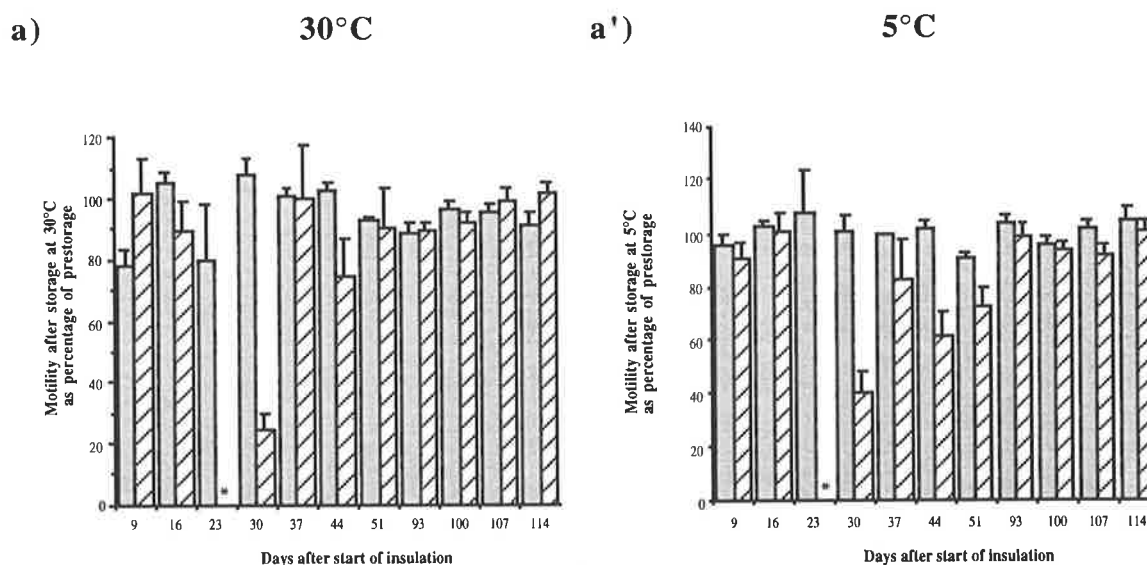 a)
30°C
Motility after storage at 30°C
as percentage of prestorage
120
100
80
60
40
20
0
*
9 16 23 30 37 44 51 93 100 107 114
Days after start of insulation
a')
5°C
Motility after storage at 5°C
as percentage of prestorage
140
120
100
80
60
40
20
0
*
9 16 23 30 37 44 51 93 100 107 114
Days after start of insulation